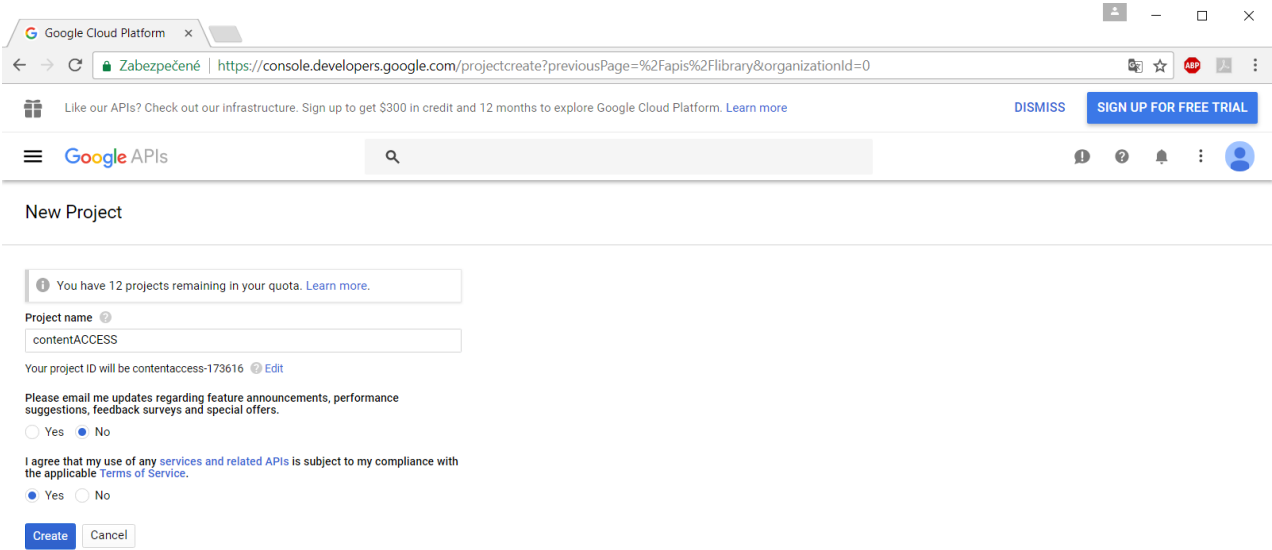 Google Cloud Platform
Zabezpečené | https://console.developers.google.com/projectcreate?previousPage=%2Fapis%2Flibrary&organizationId=0
ABP
Like our APIs? Check out our infrastructure. Sign up to get $300 in credit and 12 months to explore Google Cloud Platform. Learn more
DISMISS
SIGN UP FOR FREE TRIAL
Google APIs
New Project
You have 12 projects remaining in your quota. Learn more.
Project name
contentACCESS
Your project ID will be contentaccess-173616 Edit
Please email me updates regarding feature announcements, performance
suggestions, feedback surveys and special offers.
Yes No
I agree that my use of any services and related APIs is subject to my compliance with
the applicable Terms of Service.
Yes No
Create Cancel